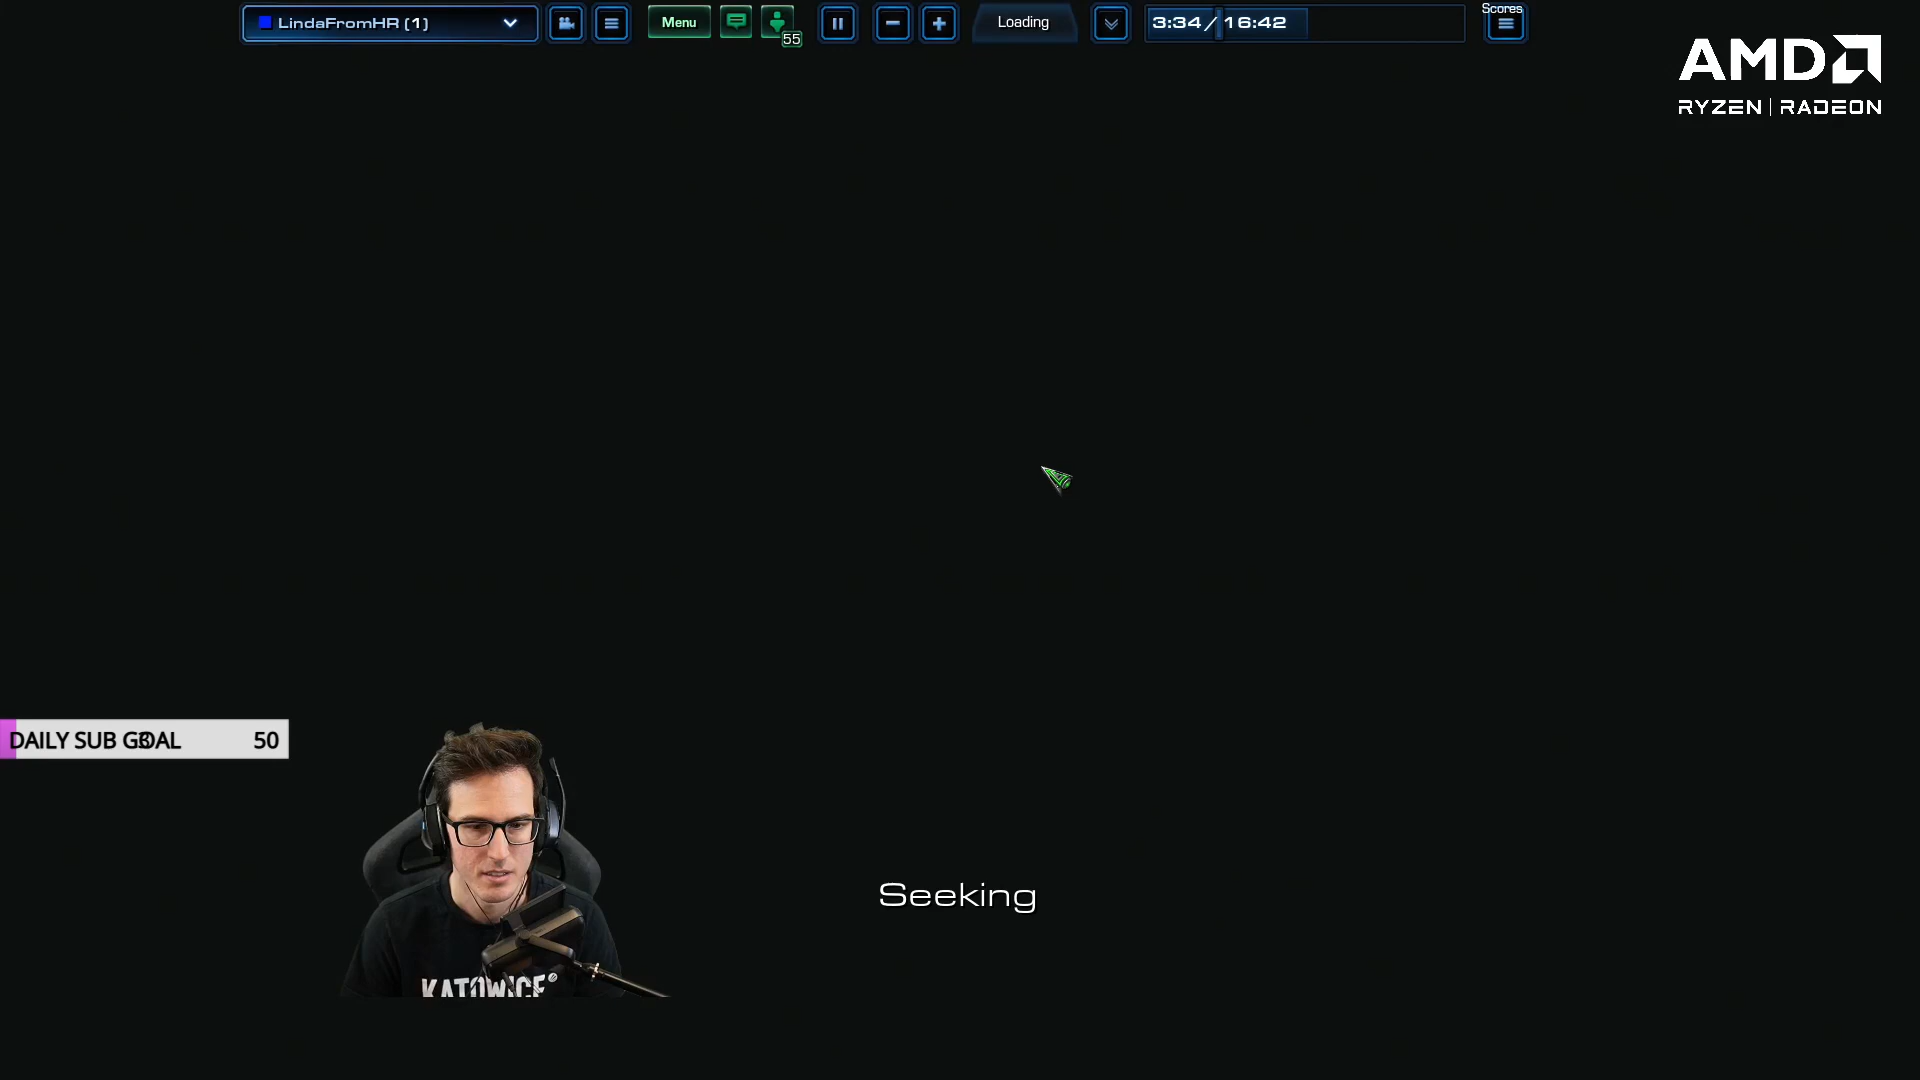 LindaFromHR (1)
Menu
55
Loading
3:34 / 16:42
Scores
AMD
RYZEN | RADEON
DAILY SUB GOAL 3 50
Seeking
KATOWICE